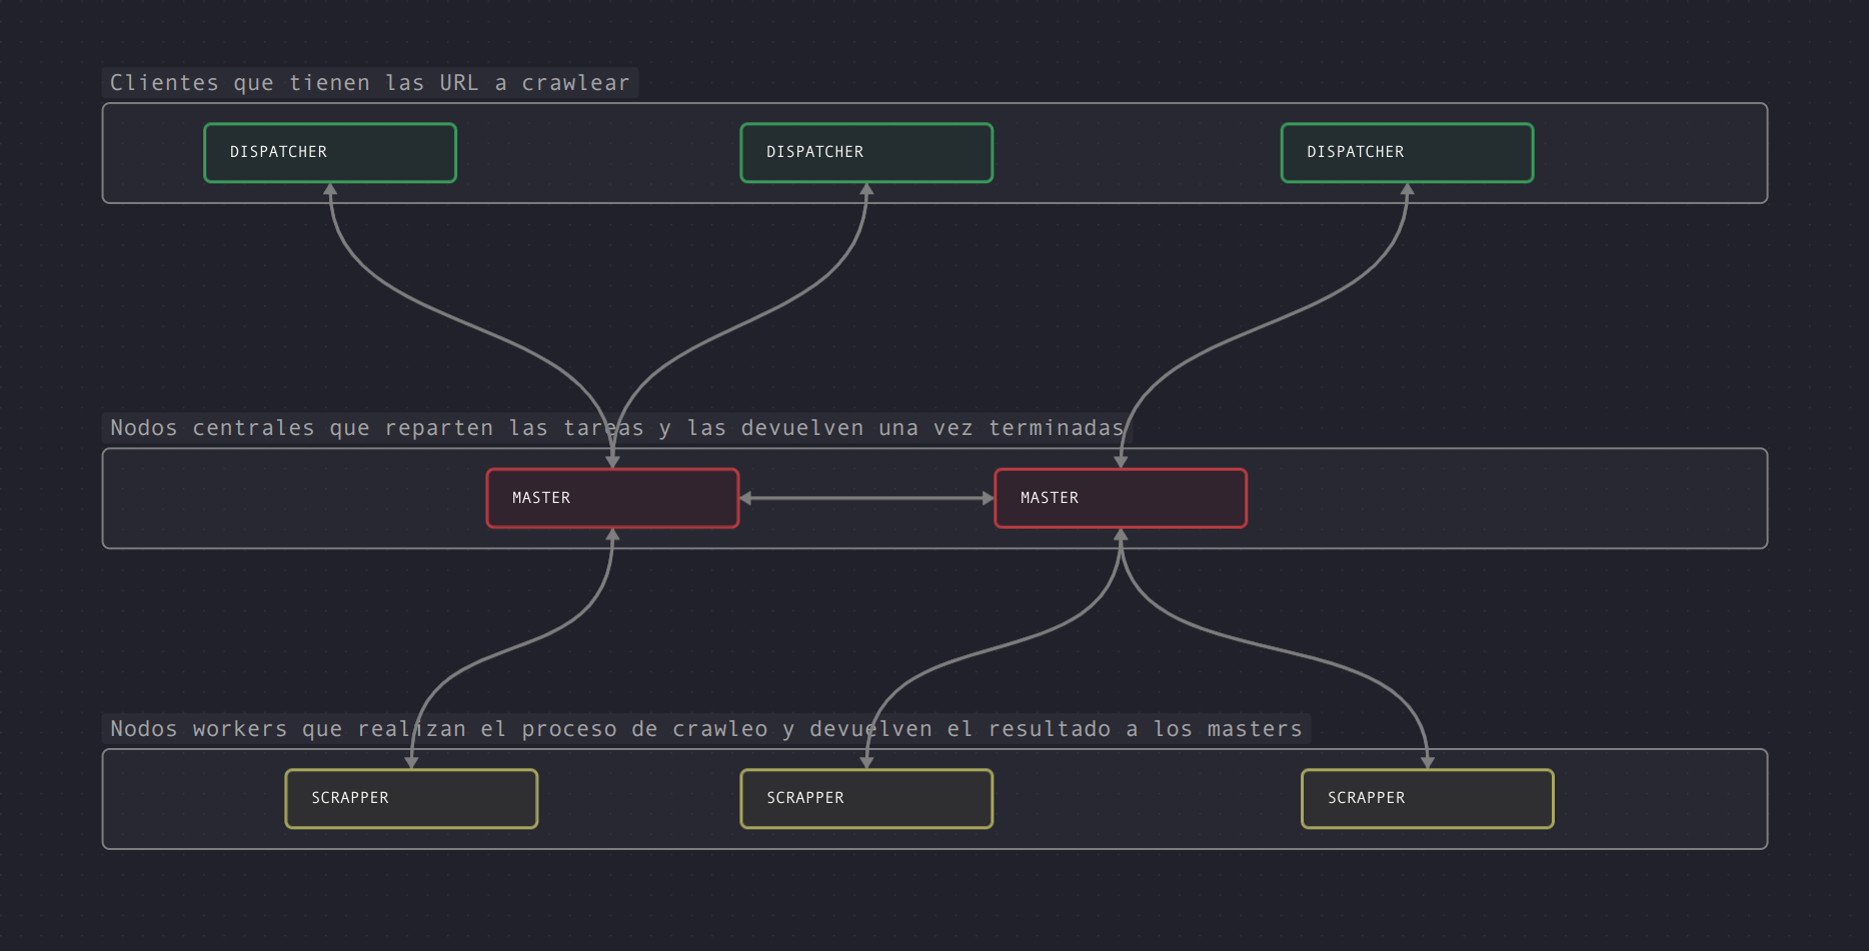 Clientes que tienen las URL a crawlear
DISPATCHER
DISPATCHER
DISPATCHER
Nodos centrales que reparten las tareas y las devuelven una vez terminadas
MASTER
MASTER
Nodos workers que realizan el proceso de crawleo y devuelven el resultado a los masters
SCRAPPER
SCRAPPER
SCRAPPER